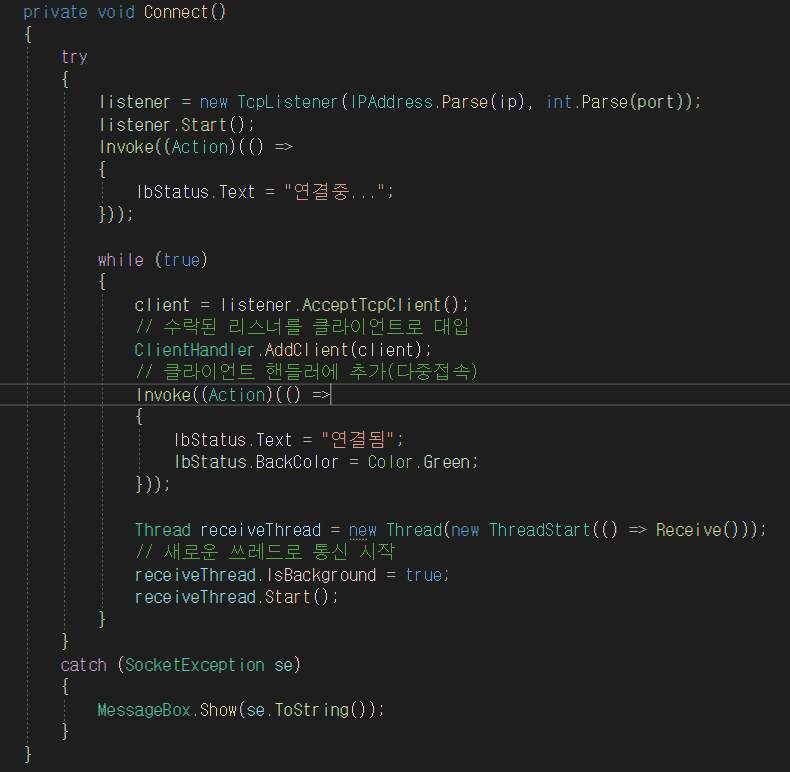 private void Connect()
{
try
{
listener = new TcpListener(IPAddress.Parse(ip), int.Parse(port));
listener.Start();
Invoke((Action)(() =>
{
lbStatus.Text = "연결중...";
}));
while (true)
{
client = listener.AcceptTcpClient();
// 수락된 리스너를 클라이언트로 대입
ClientHandler.AddClient(client);
// 클라이언트 핸들러에 추가(다중접속)
Invoke((Action)(() =>
{
lbStatus.Text = "연결됨";
lbStatus.BackColor = Color.Green;
}));
Thread receiveThread = new Thread(new ThreadStart(() => Receive()));
// 새로운 쓰레드로 통신 시작
receiveThread.IsBackground = true;
receiveThread.Start();
}
}
catch (SocketException se)
{
MessageBox.Show(se.ToString());
}
}